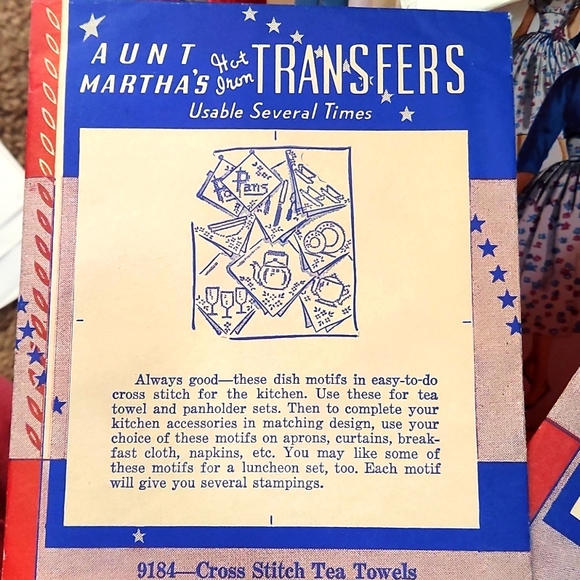 AUNT MARTHA'S Hot Iron TRANSFERS
Usable Several Times
Pans
Always good—these dish motifs in easy-to-do
cross stitch for the kitchen. Use these for tea
towel and panholder sets. Then to complete your
kitchen accessories in matching design, use your
choice of these motifs on aprons, curtains, break-
fast cloth, napkins, etc. You may like some of
these motifs for a luncheon set, too. Each motif
will give you several stampings.
9184—Cross Stitch Tea Towels